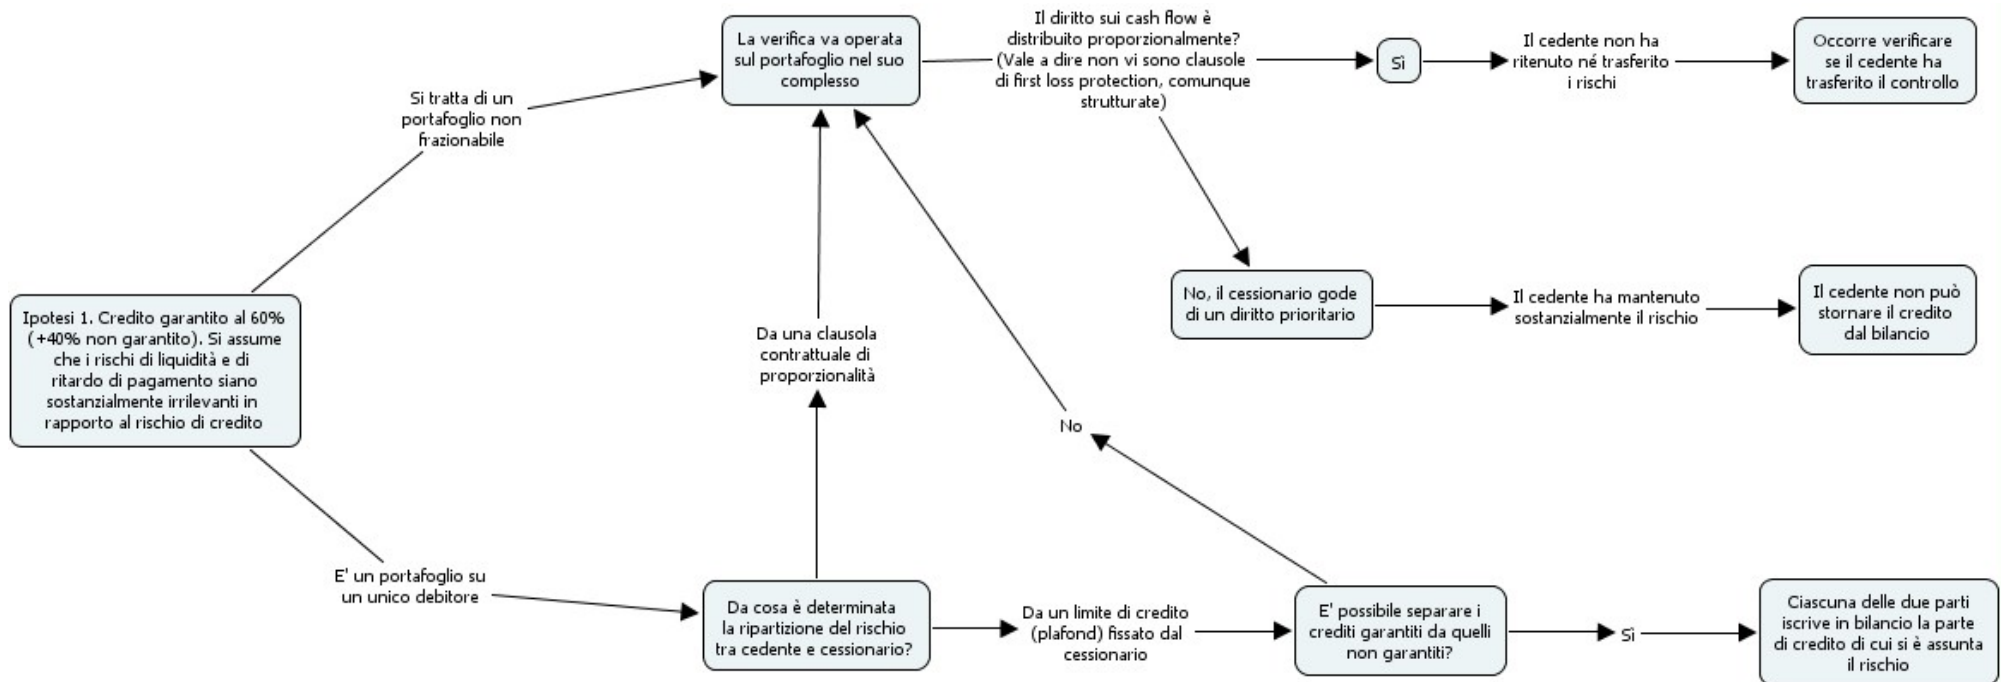 La verifica va operata
sul portafoglio nel suo
complesso
Il diritto sui cash flow è
distribuito proporzionalmente?
(Vale a dire non vi sono clausole
di first loss protection, comunque
strutturate)
Sì
Il cedente non ha
ritenuto né trasferito
i rischi
Occorre verificare
se il cedente ha
trasferito il controllo
Si tratta di un
portafoglio non
frazionabile
Ipotesi 1. Credito garantito al 60%
(+40% non garantito). Si assume
che i rischi di liquidità e di
ritardo di pagamento siano
sostanzialmente irrilevanti in
rapporto al rischio di credito
No, il cessionario gode
di un diritto prioritario
Il cedente ha mantenuto
sostanzialmente il rischio
Il cedente non può
stornare il credito
dal bilancio
Da una clausola
contrattuale di
proporzionalità
No
E' un portafoglio su
un unico debitore
Da cosa è determinata
la ripartizione del rischio
tra cedente e cessionario?
Da un limite di credito
(plafond) fissato dal
cessionario
E' possibile separare i
crediti garantiti da quelli
non garantiti?
Sì
Ciascuna delle due parti
iscrive in bilancio la parte
di credito di cui si è assunta
il rischio